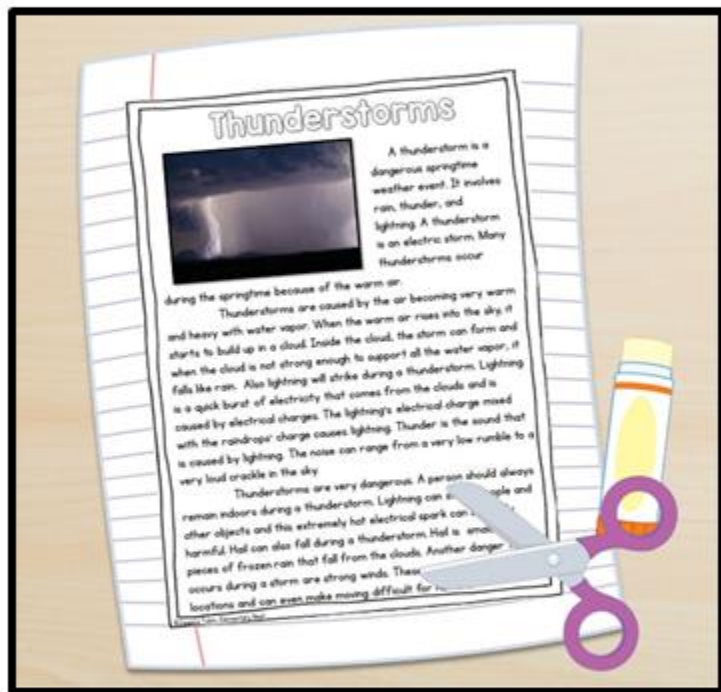 Thunderstorms
A thunderstorm is a
dangerous springtime
weather event. It involves
rain, thunder, and
lightning. A thunderstorm
is an electric storm. Many
thunderstorms occur
during the springtime because of the warm air.
Thunderstorms are caused by the air becoming very warm
and heavy with water vapor. When the warm air rises into the sky, it
starts to build up in a cloud. Inside the cloud, the storm can form and
when the cloud is not strong enough to support all the water vapor, it
falls like rain. Also lightning will strike during a thunderstorm. Lightning
is a quick burst of electricity that comes from the clouds and is
caused by electrical charges. The lightning's electrical charge mixed
with the raindrops' charge causes lightning. Thunder is the sound that
is caused by lightning. The noise can range from a very low rumble to a
very loud crackle in the sky.
Thunderstorms are very dangerous. A person should always
remain indoors during a thunderstorm. Lightning can and
other objects and this extremely hot electrical spark can
harmful. Hail can also fall during a thunderstorm. Hail is
pieces of frozen rain that fall from the clouds. Another danger
occurs during a storm are strong winds.
locations and can even make moving difficult for